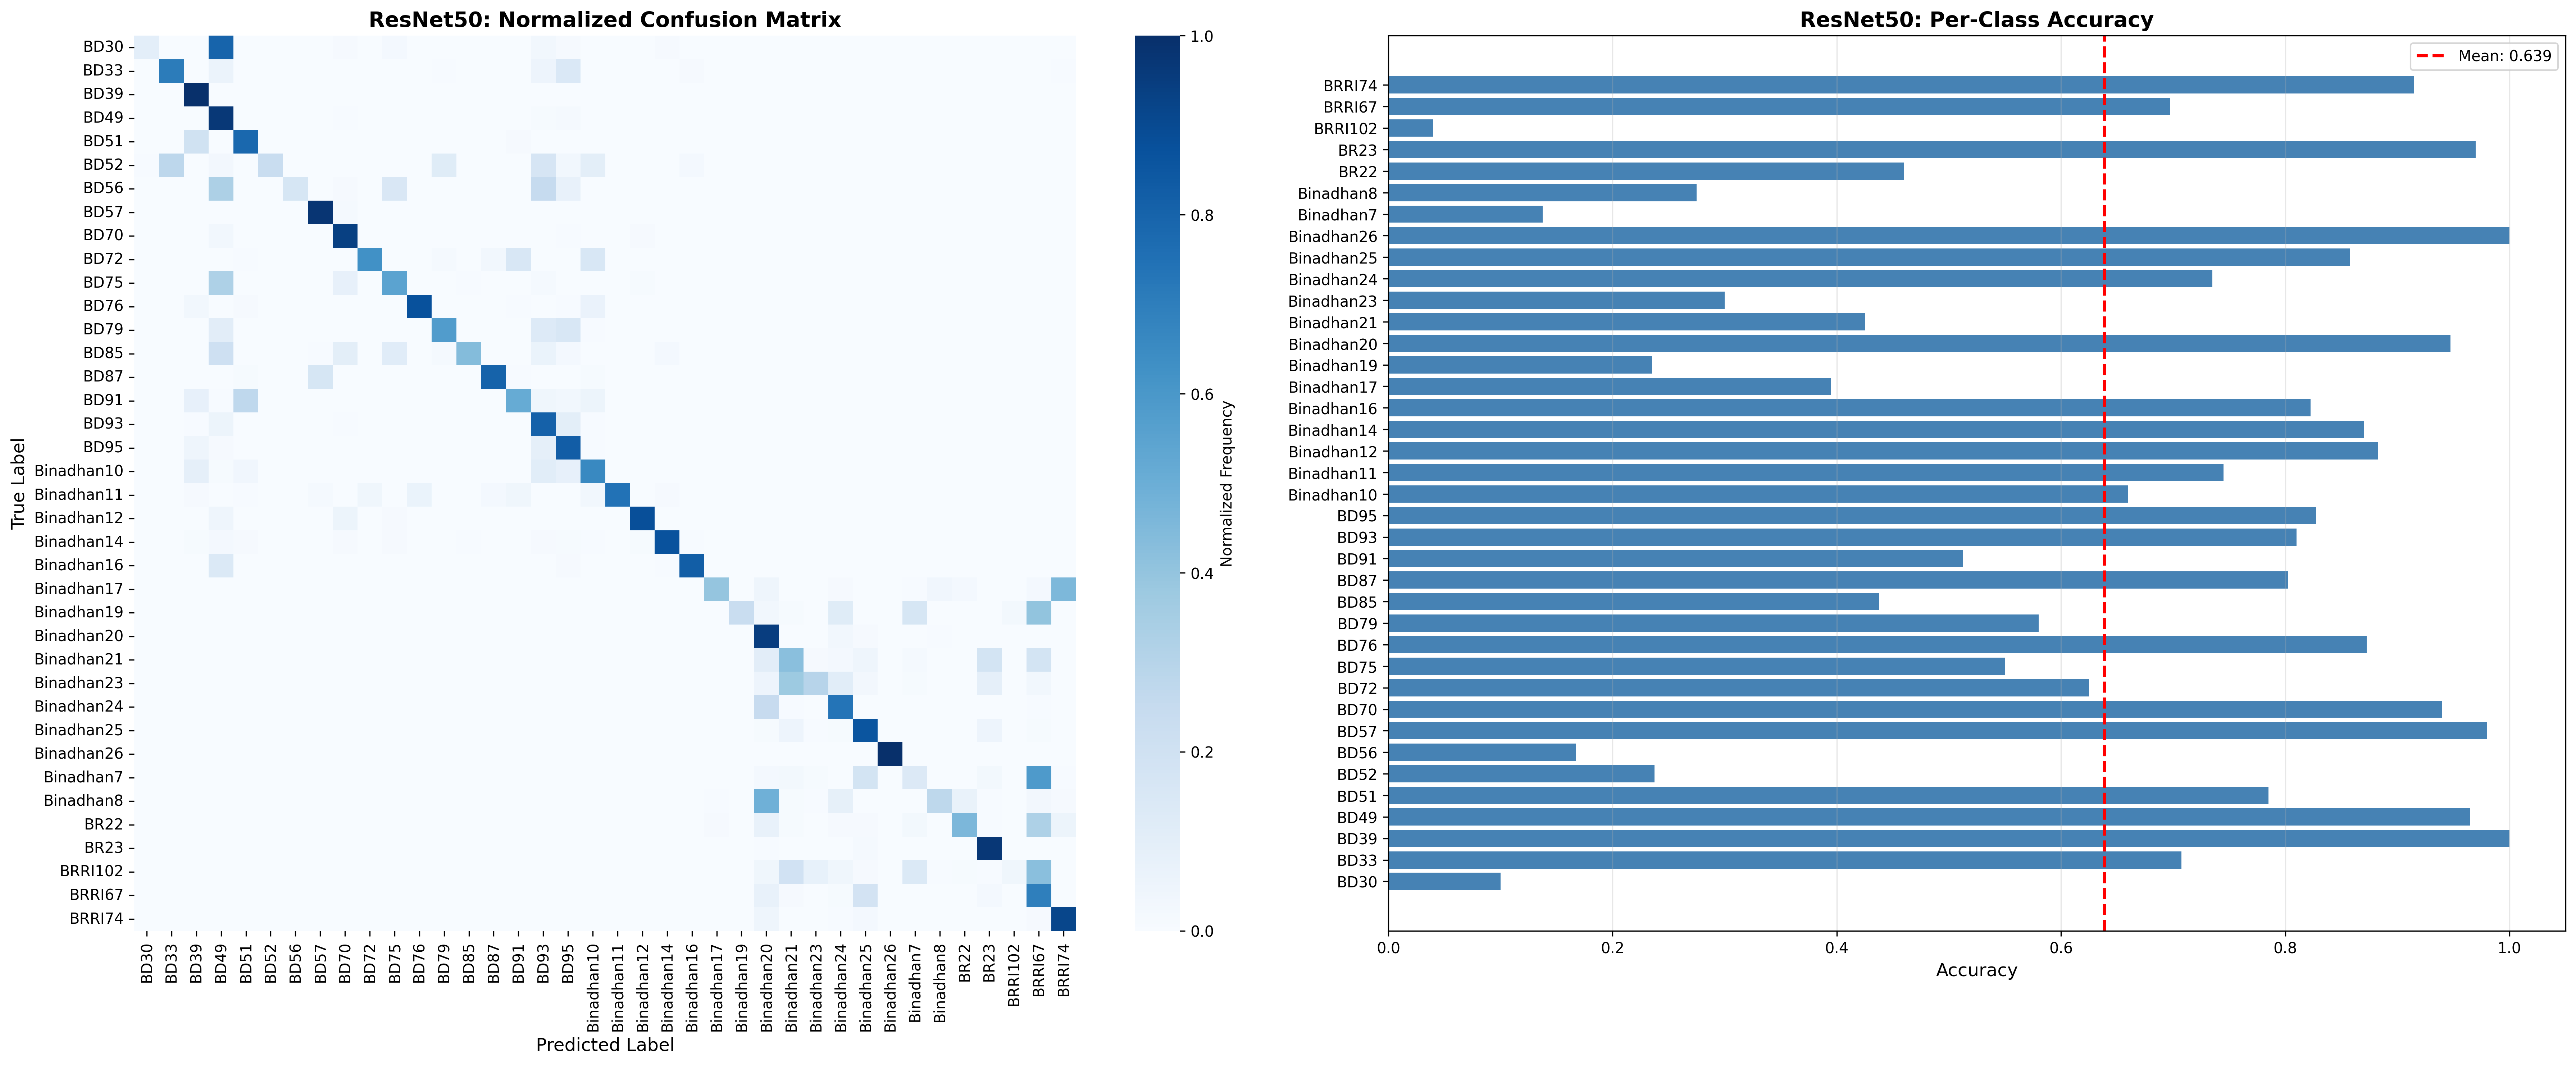 ResNet50: Normalized Confusion Matrix
True Label
BD30
BD33
BD39
BD49
BD51
BD52
BD56
BD57
BD70
BD72
BD75
BD76
BD79
BD85
BD87
BD91
BD93
BD95
Binadhan10
Binadhan11
Binadhan12
Binadhan14
Binadhan16
Binadhan17
Binadhan19
Binadhan20
Binadhan21
Binadhan23
Binadhan24
Binadhan25
Binadhan26
Binadhan7
Binadhan8
BR22
BR23
BRRI102
BRRI67
BRRI74
BD30
BD33
BD39
BD49
BD51
BD52
BD56
BD57
BD70
BD72
BD75
BD76
BD79
BD85
BD87
BD91
BD93
BD95
Binadhan10
Binadhan11
Binadhan12
Binadhan14
Binadhan16
Binadhan17
Binadhan19
Binadhan20
Binadhan21
Binadhan23
Binadhan24
Binadhan25
Binadhan26
Binadhan7
Binadhan8
BR22
BR23
BRRI102
BRRI67
BRRI74
Predicted Label
1.0
0.8
0.6
0.4
0.2
0.0
Normalized Frequency
ResNet50: Per-Class Accuracy
Mean: 0.639
BRRI74
BRRI67
BRRI102
BR23
BR22
Binadhan8
Binadhan7
Binadhan26
Binadhan25
Binadhan24
Binadhan23
Binadhan21
Binadhan20
Binadhan19
Binadhan17
Binadhan16
Binadhan14
Binadhan12
Binadhan11
Binadhan10
BD95
BD93
BD91
BD87
BD85
BD79
BD76
BD75
BD72
BD70
BD57
BD56
BD52
BD51
BD49
BD39
BD33
BD30
0.0 0.2 0.4 0.6 0.8 1.0
Accuracy